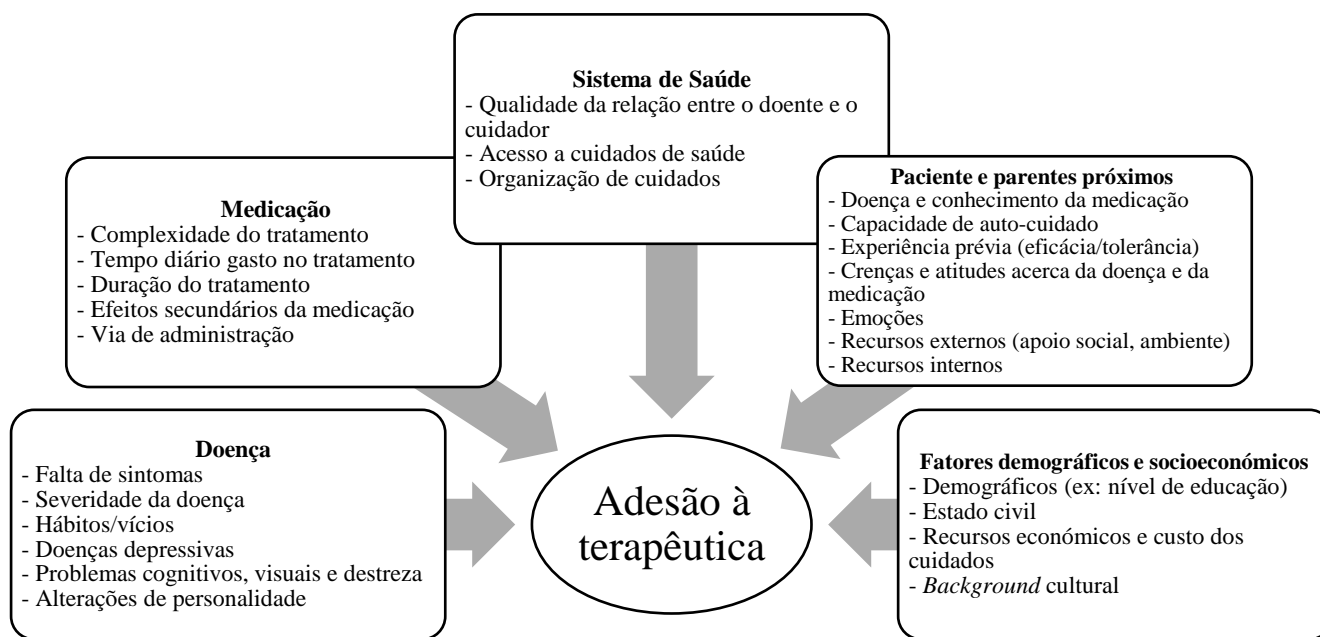 Sistema de Saúde
- Qualidade da relação entre o doente e o
cuidador
- Acesso a cuidados de saúde
- Organização de cuidados
Medicação
- Complexidade do tratamento
- Tempo diário gasto no tratamento
- Duração do tratamento
- Efeitos secundários da medicação
- Via de administração
Paciente e parentes próximos
- Doença e conhecimento da medicação
- Capacidade de auto-cuidado
- Experiência prévia (eficácia/tolerância)
- Crenças e atitudes acerca da doença e da
medicação
- Emoções
- Recursos externos (apoio social, ambiente)
- Recursos internos
Doença
- Falta de sintomas
- Severidade da doença
- Hábitos/vícios
- Doenças depressivas
- Problemas cognitivos, visuais e destreza
- Alterações de personalidade
Adesão à
terapêutica
Fatores demográficos e socioeconómicos
- Demográficos (ex: nível de educação)
- Estado civil
- Recursos económicos e custo dos
cuidados
- Background cultural